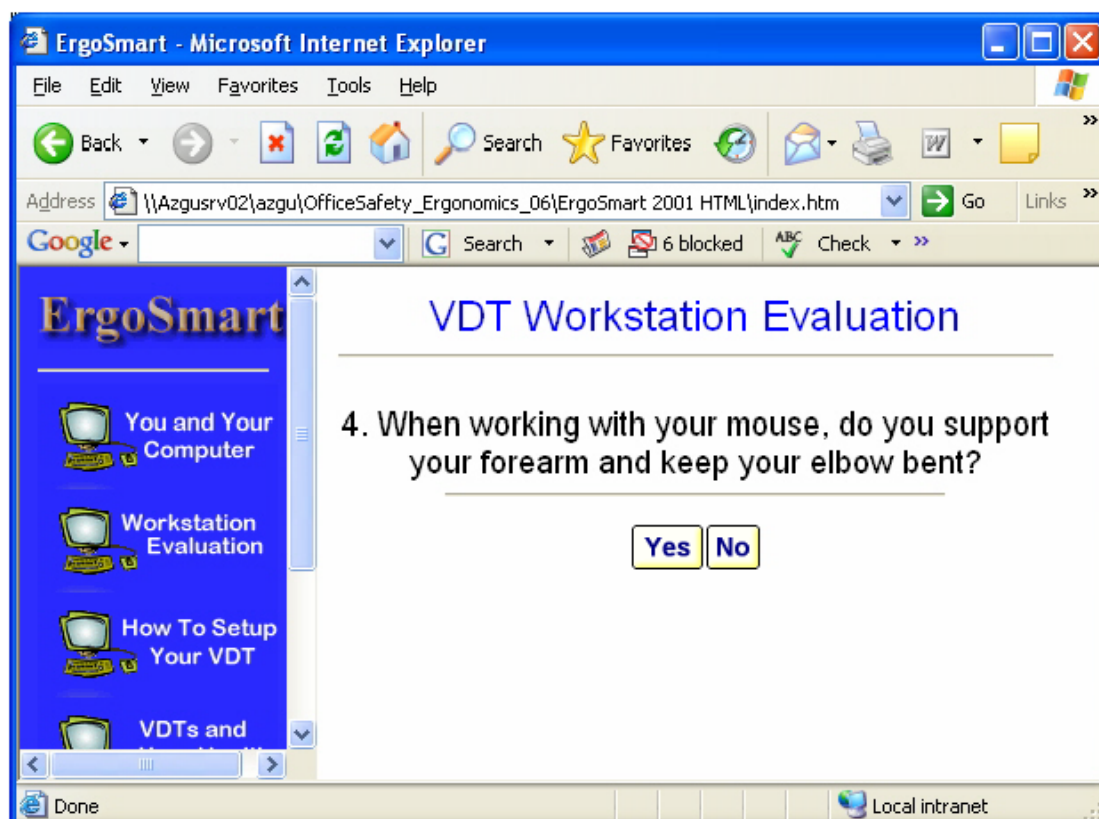 ErgoSmart - Microsoft Internet Explorer
File Edit View Favorites Tools Help
Back Search Favorites W »
Address \\Azgusrv02\azgu\OfficeSafety_Ergonomics_06\ErgoSmart 2001 HTML\index.htm Go Links »
Google G Search 6 blocked ABC Check »
ErgoSmart
You and Your
Computer
Workstation
Evaluation
How To Setup
Your VDT
VDTs and
VDT Workstation Evaluation
4. When working with your mouse, do you support
your forearm and keep your elbow bent?
Yes No
Done Local intranet